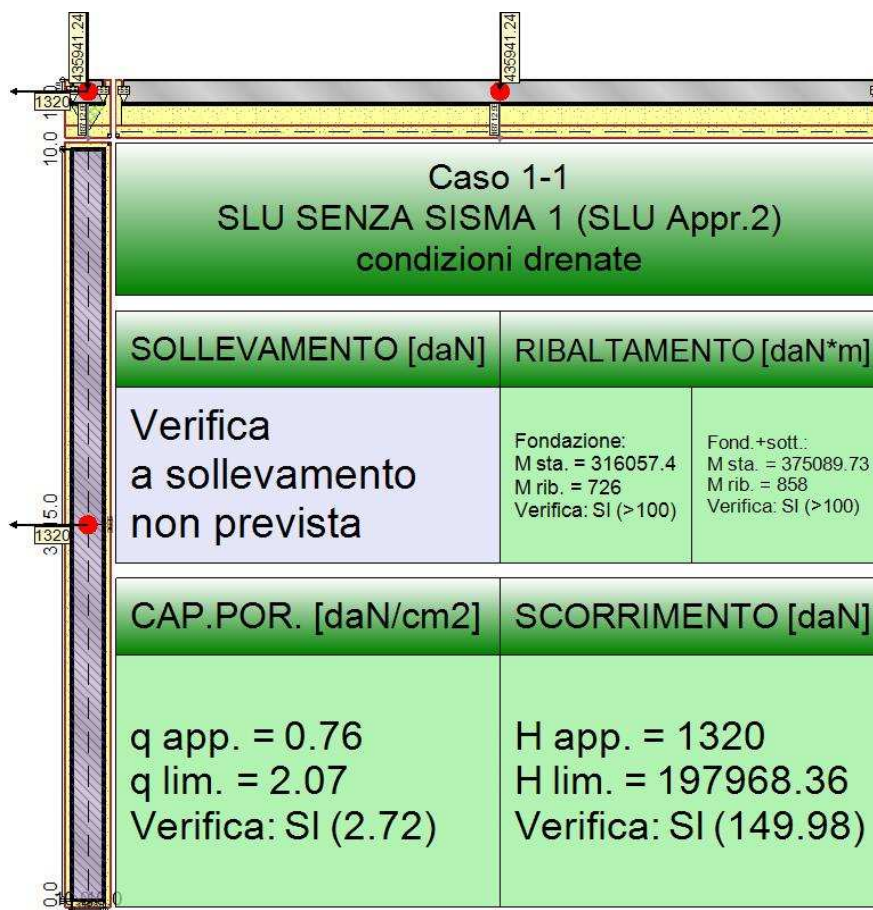 435941.24
435941.24
1320
10.0
Caso 1-1
SLU SENZA SISMA 1 (SLU Appr.2)
condizioni drenate
SOLLEVAMENTO [daN]
RIBALTAMENTO [daN*m]
Verifica
a sollevamento
non prevista
Fondazione:
M sta. = 316057.4
M rib. = 726
Verifica: SI (>100)
Fond.+sott.:
M sta. = 375089.73
M rib. = 858
Verifica: SI (>100)
1320
CAP.POR. [daN/cm2]
SCORRIMENTO [daN]
q app. = 0.76
q lim. = 2.07
Verifica: SI (2.72)
H app. = 1320
H lim. = 197968.36
Verifica: SI (149.98)
0.0